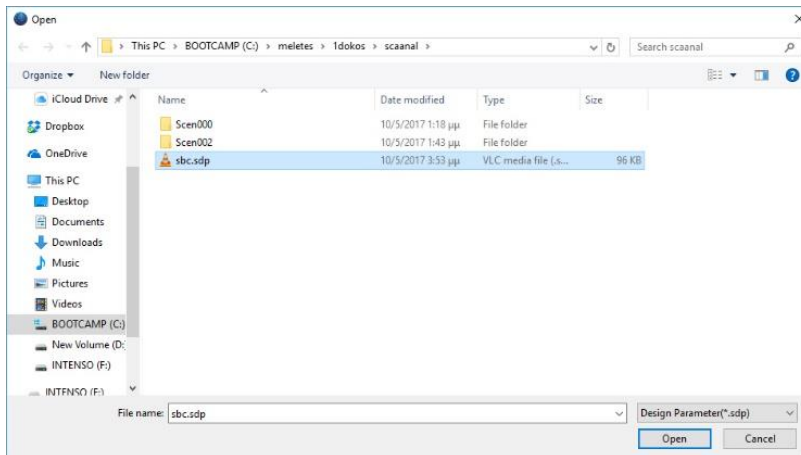 Open
This PC > BOOTCAMP (C:) > meletes > 1dokos > scaanal >
Search scaanal
Organize
New folder
Name
Date modified
Type
Size
iCloud Drive
Dropbox
OneDrive
This PC
Desktop
Documents
Downloads
Music
Pictures
Videos
BOOTCAMP (C:)
New Volume (D:
INTENSO (F:)
INTENSO (F:)
Scen000 10/5/2017 1:18 μμ File folder
Scen002 10/5/2017 1:43 μμ File folder
sbc.sdp 10/5/2017 3:53 μμ VLC media file (.s... 96 KB
File name: sbc.sdp
Design Parameter(*.sdp)
Open
Cancel